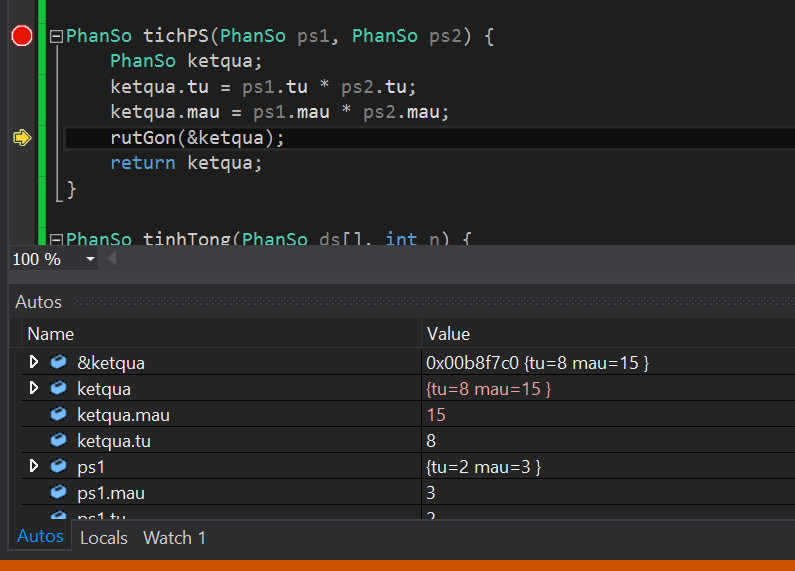 PhanSo tichPS(PhanSo ps1, PhanSo ps2) {
PhanSo ketqua;
ketqua.tu = ps1.tu * ps2.tu;
ketqua.mau = ps1.mau * ps2.mau;
rutGon(&ketqua);
return ketqua;
}
PhanSo tinhTong(PhanSo ds[], int n) {
100 %
Autos
Name Value
&ketqua 0x00b8f7c0 {tu=8 mau=15 }
ketqua {tu=8 mau=15 }
ketqua.mau 15
ketqua.tu 8
ps1 {tu=2 mau=3 }
ps1.mau 3
ps1.tu 2
Autos Locals Watch 1